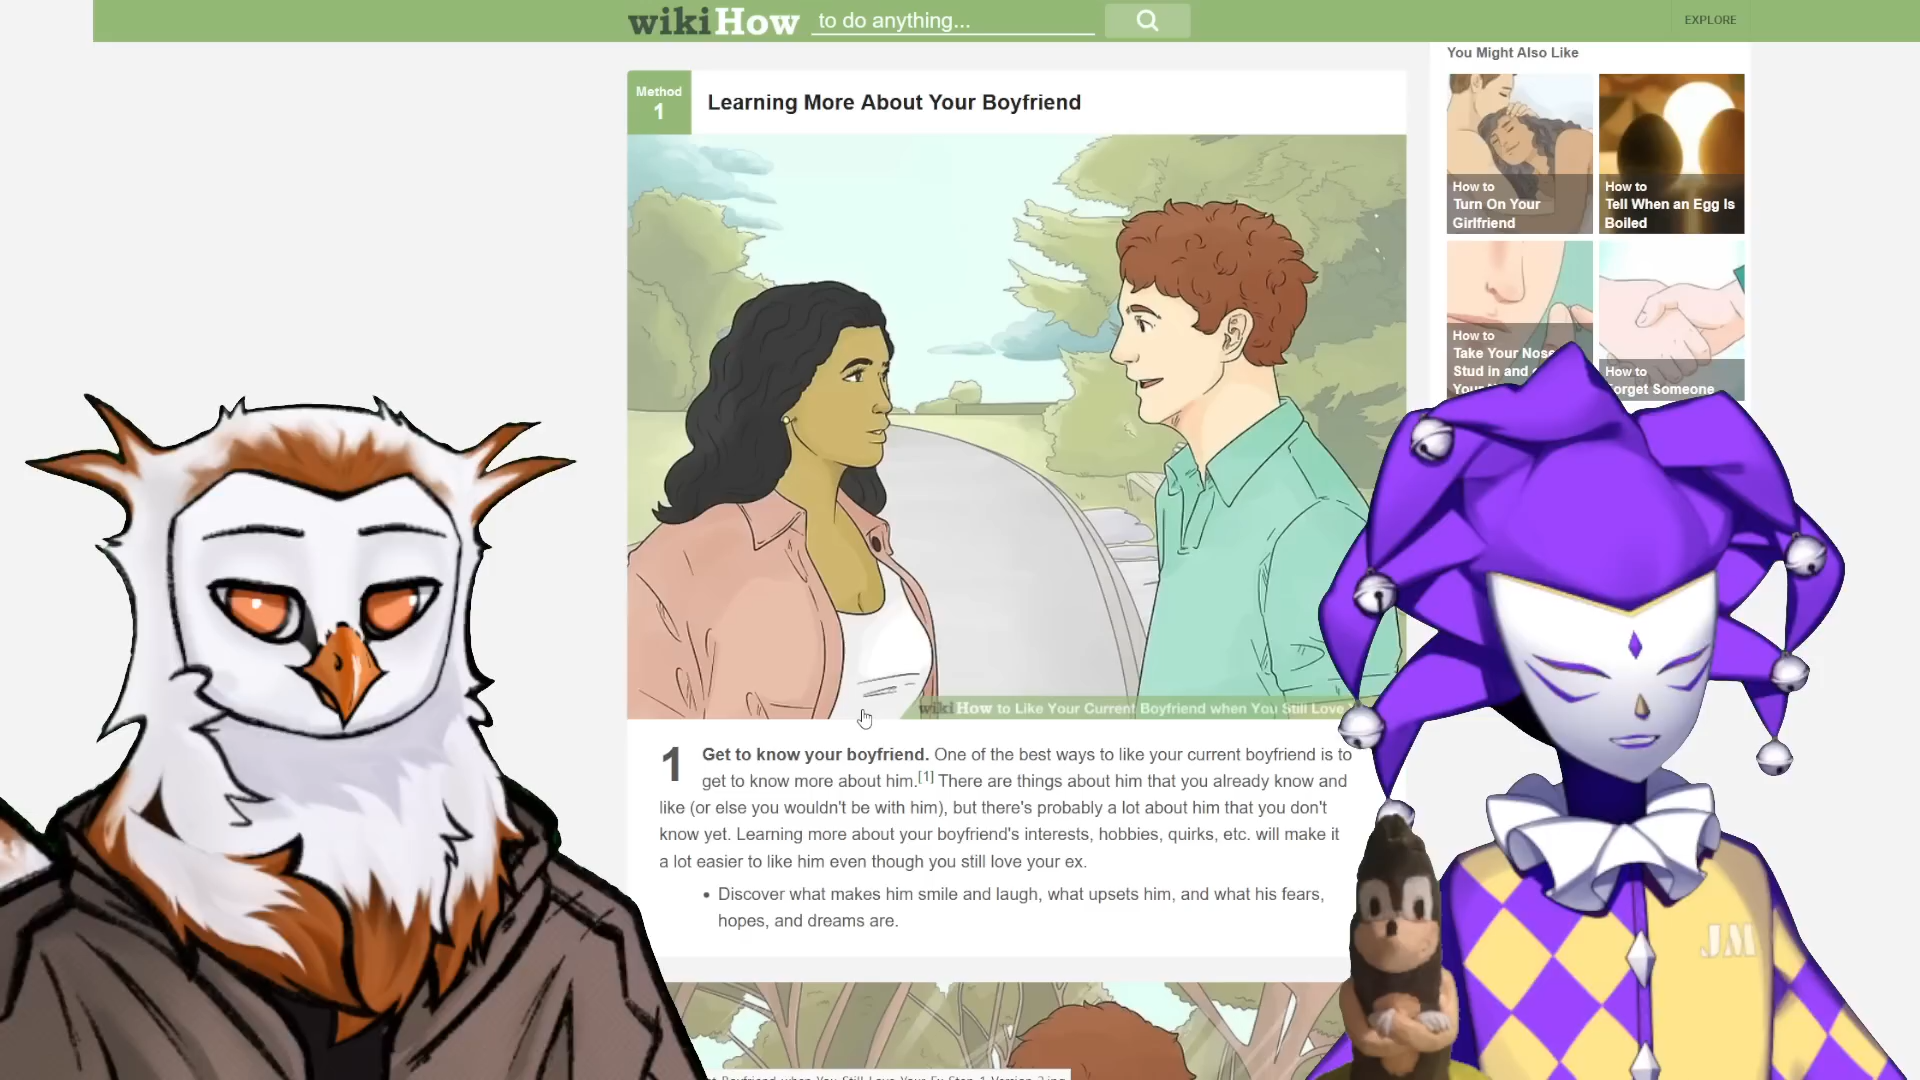 wikiHow to do anything...
EXPLORE
Method
1
Learning More About Your Boyfriend
wikiHow to Like Your Current Boyfriend when You Still Love
1
Get to know your boyfriend. One of the best ways to like your current boyfriend is to
get to know more about him.[1] There are things about him that you already know and
like (or else you wouldn't be with him), but there's probably a lot about him that you don't
know yet. Learning more about your boyfriend's interests, hobbies, quirks, etc. will make it
a lot easier to like him even though you still love your ex.
• Discover what makes him smile and laugh, what upsets him, and what his fears,
hopes, and dreams are.
You Might Also Like
How to
Turn On Your
Girlfriend
How to
Tell When an Egg Is
Boiled
How to
Take Your Nose
Stud in and
How to
Forget Someone
JM